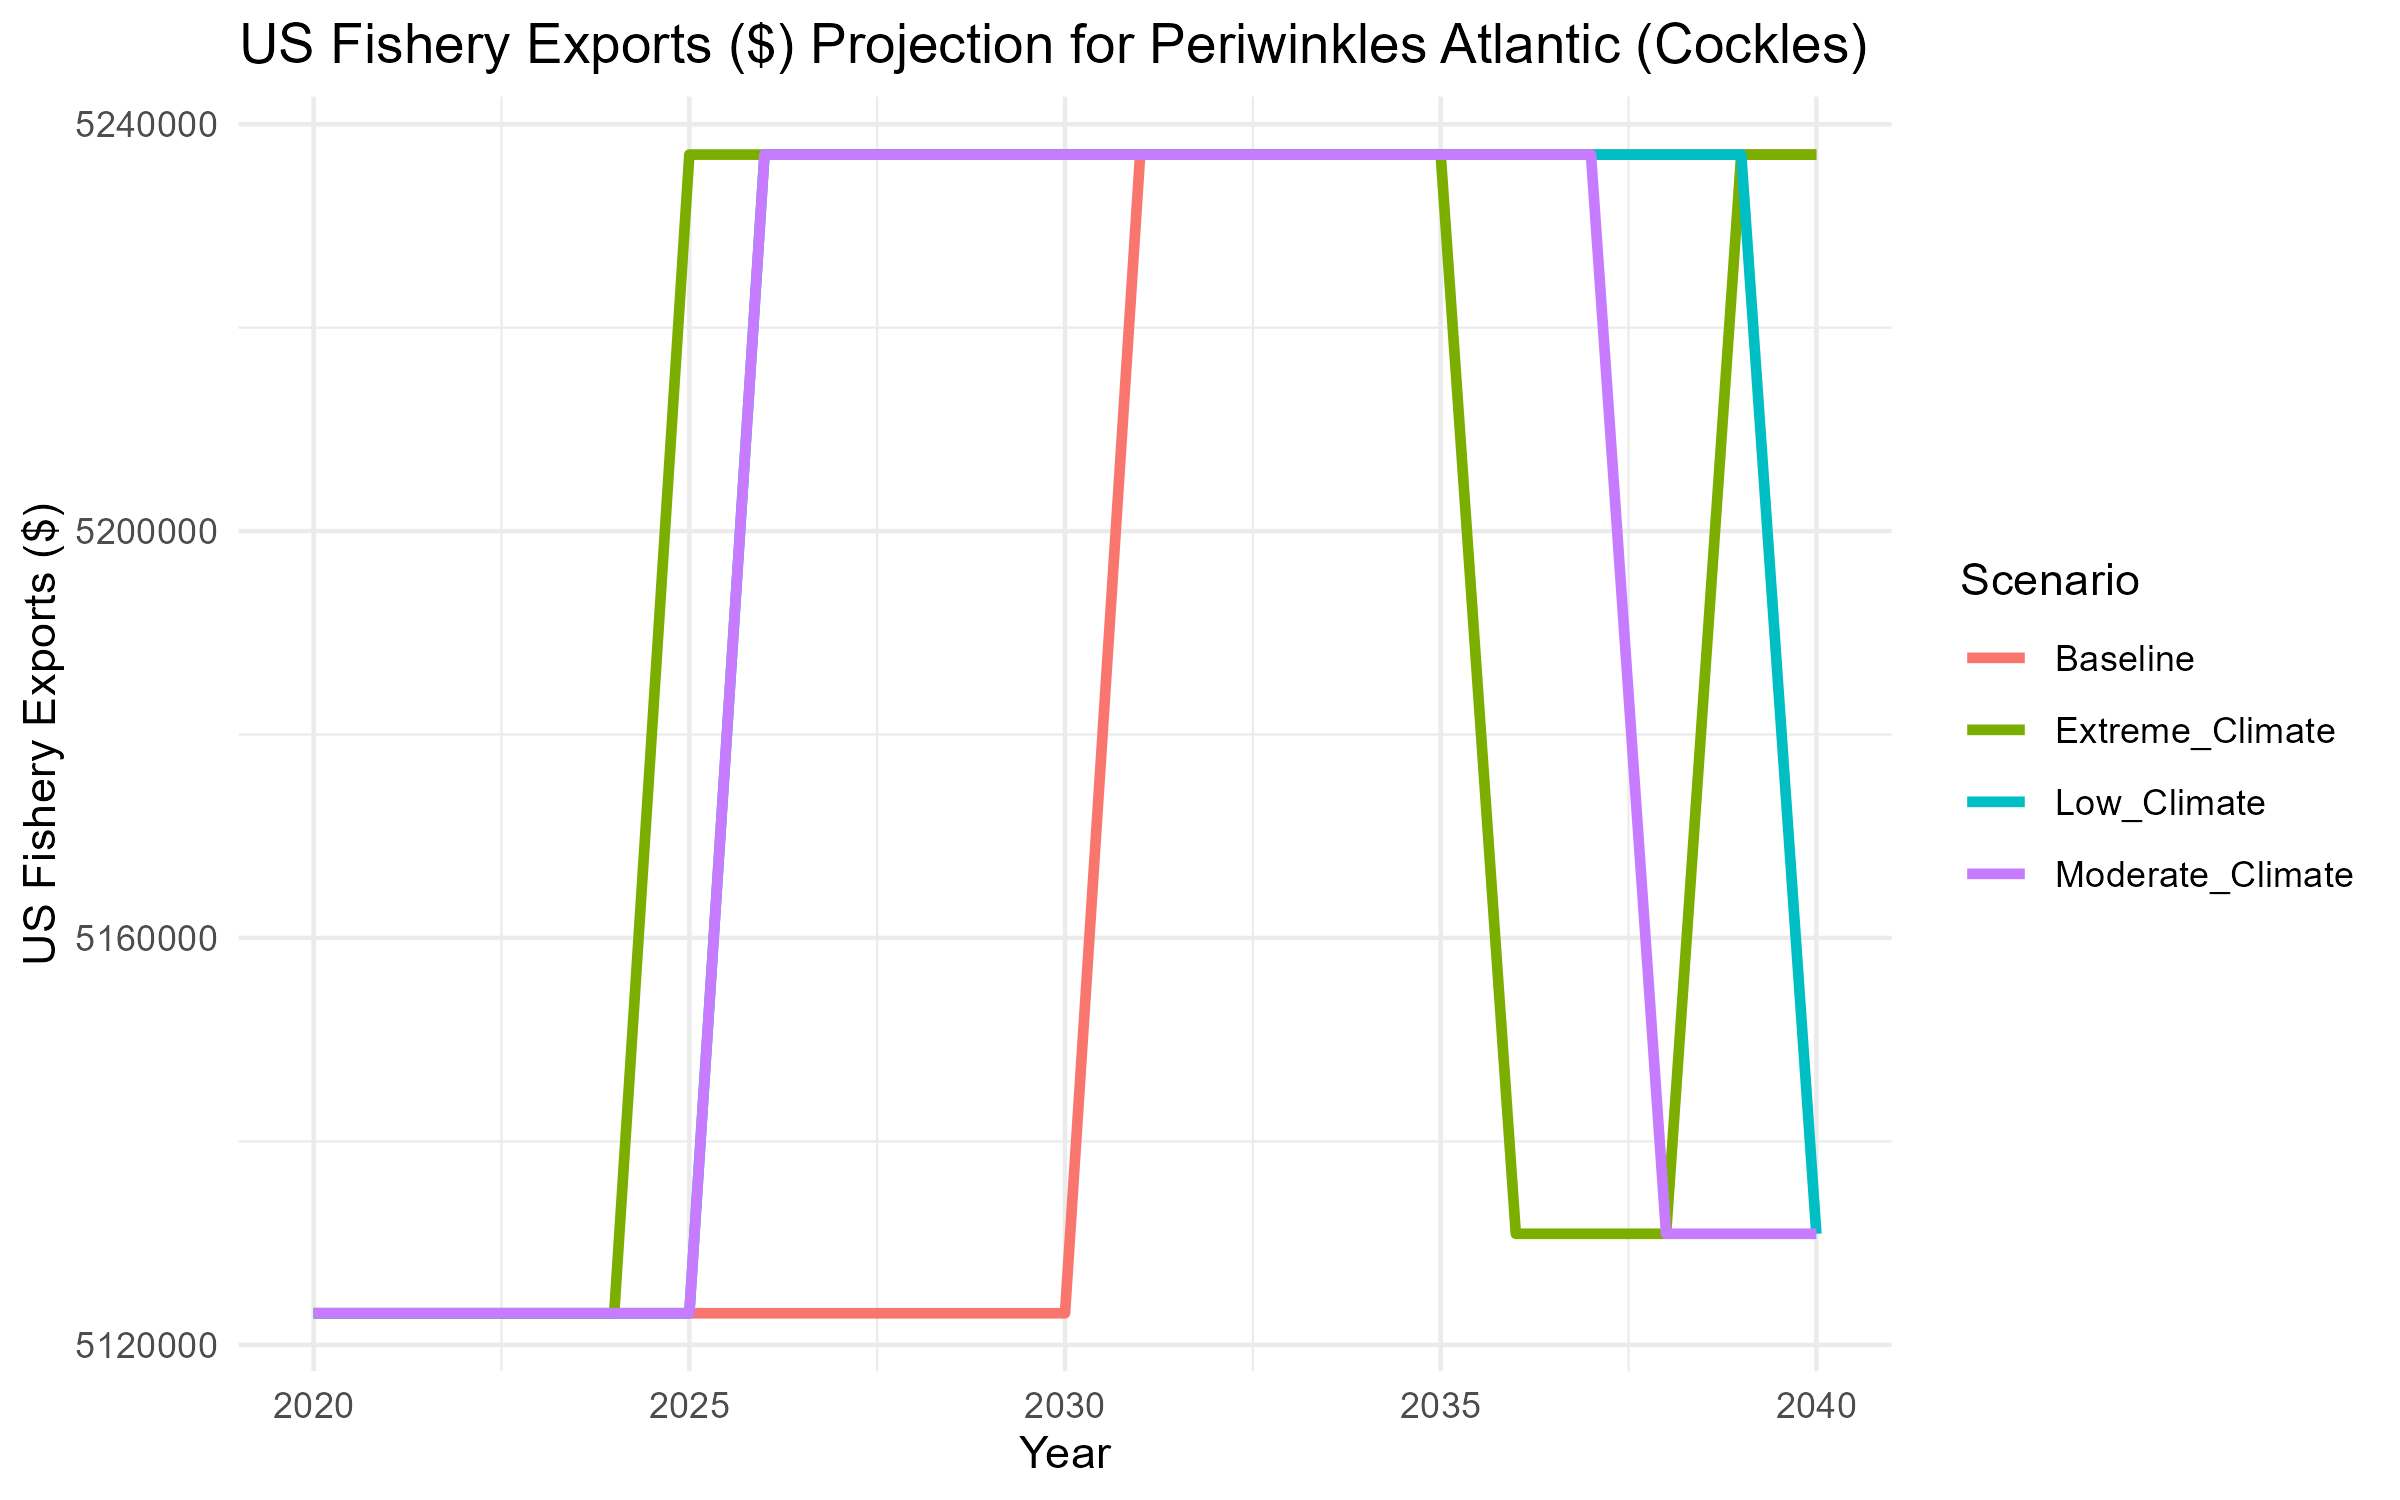 US Fishery Exports ($) Projection for Periwinkles Atlantic (Cockles)
US Fishery Exports ($)
5240000
5200000
5160000
5120000
2020 2025 2030 2035 2040
Year
Scenario
Baseline
Extreme_Climate
Low_Climate
Moderate_Climate